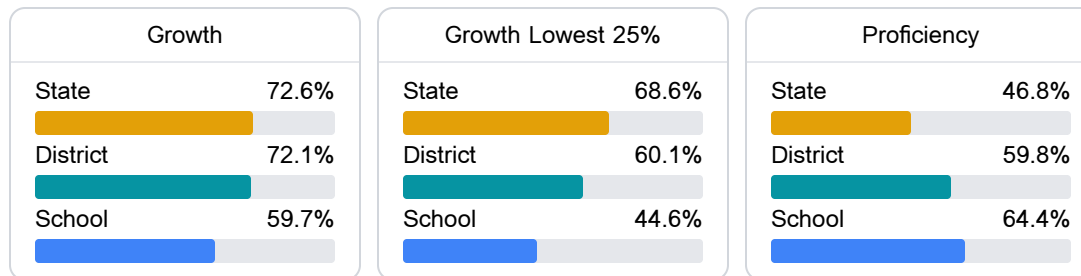 Growth
State 72.6%
District 72.1%
School 59.7%
Growth Lowest 25%
State 68.6%
District 60.1%
School 44.6%
Proficiency
State 46.8%
District 59.8%
School 64.4%